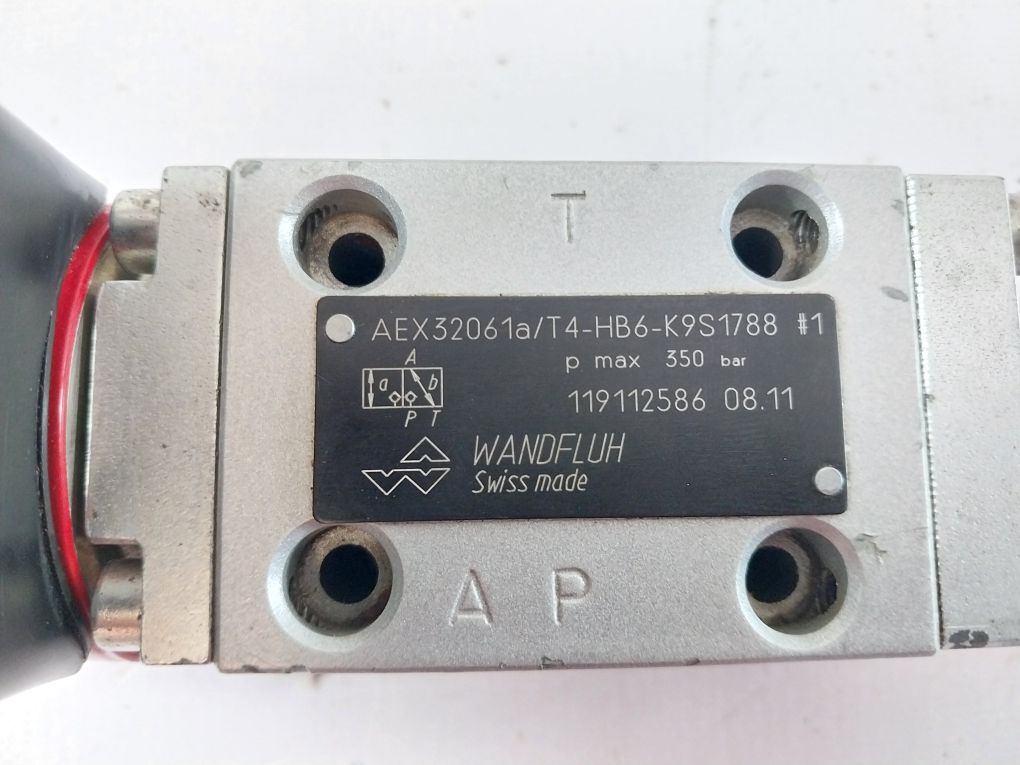 T
AEX32061a/T4-HB6-K9S1788 #1
p max 350 bar
A
a b
P T
119112586 08.11
WANDFLUH
Swiss made
A P